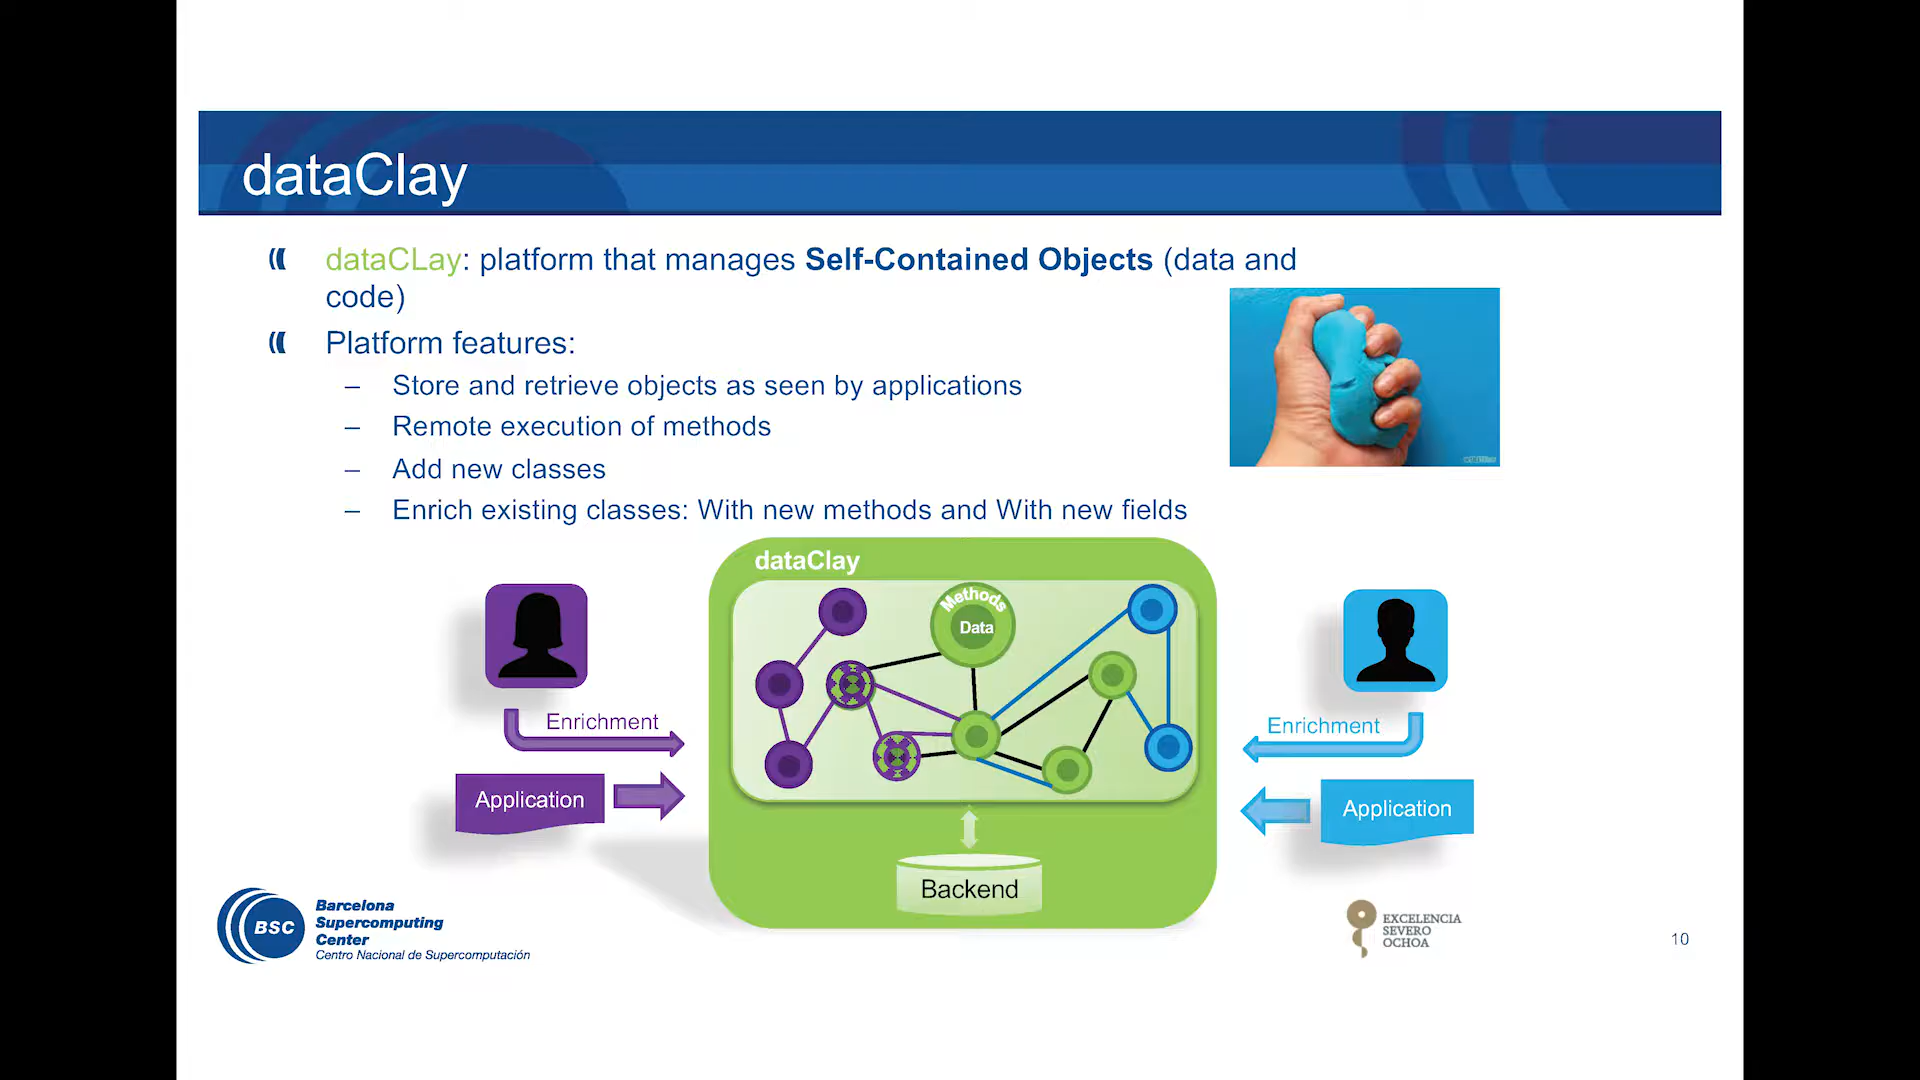 dataClay
dataCLay: platform that manages Self-Contained Objects (data and
code)
Platform features:
– Store and retrieve objects as seen by applications
– Remote execution of methods
– Add new classes
– Enrich existing classes: With new methods and With new fields
dataClay
Methods
Data
Enrichment
Application
Enrichment
Application
Backend
BSC
Barcelona
Supercomputing
Center
Centro Nacional de Supercomputación
EXCELENCIA
SEVERO
OCHOA
10